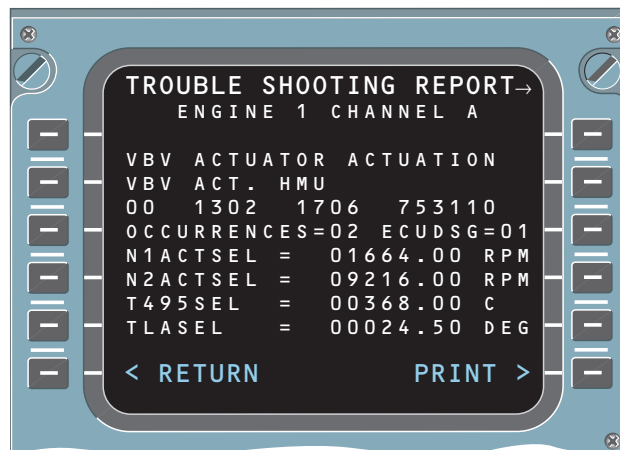 TROUBLE SHOOTING REPORT→
ENGINE 1 CHANNEL A
VBV ACTUATOR ACTUATION
VBV ACT. HMU
00 1302 1706 753110
OCCURRENCES=02 ECUDSG=01
N1ACTSEL = 01664.00 RPM
N2ACTSEL = 09216.00 RPM
T495SEL = 00368.00 C
TLASEL = 00024.50 DEG
< RETURN PRINT >